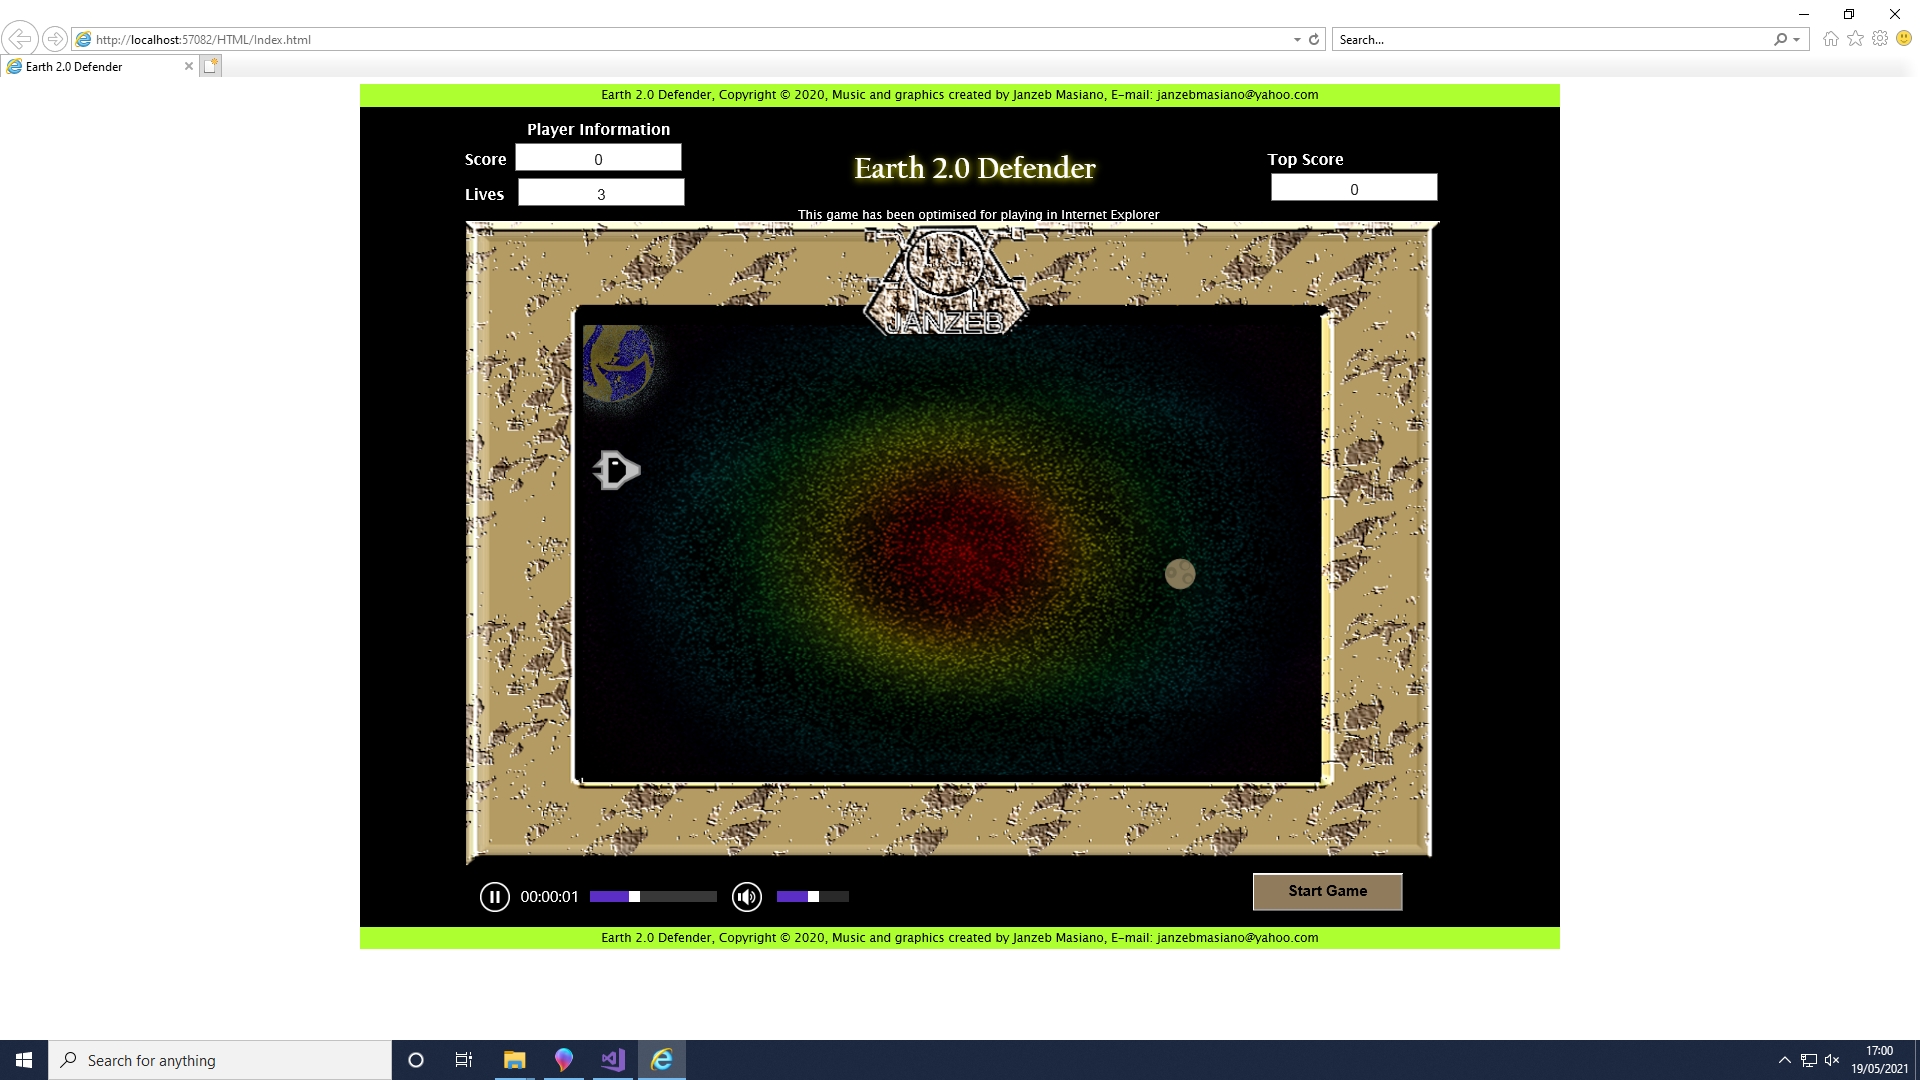 http://localhost:57082/HTML/Index.html
Search...
Earth 2.0 Defender
Earth 2.0 Defender, Copyright © 2020, Music and graphics created by Janzeb Masiano, E-mail: janzebmasiano@yahoo.com
Player Information
Score 0
Earth 2.0 Defender
Top Score
0
Lives 3
This game has been optimised for playing in Internet Explorer
JANZEB
00:00:01
Start Game
Earth 2.0 Defender, Copyright © 2020, Music and graphics created by Janzeb Masiano, E-mail: janzebmasiano@yahoo.com
Search for anything
17:00
19/05/2021